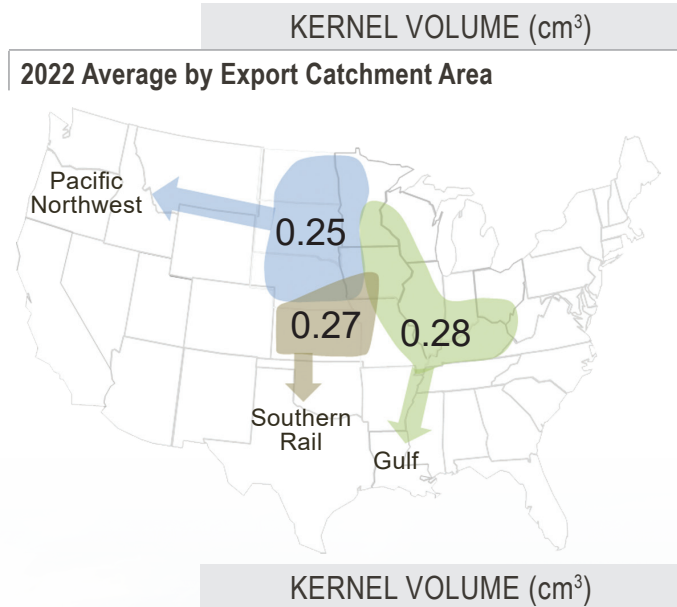 KERNEL VOLUME (cm³)
2022 Average by Export Catchment Area
Pacific
Northwest
0.25
0.27
0.28
Southern
Rail
Gulf
KERNEL VOLUME (cm³)